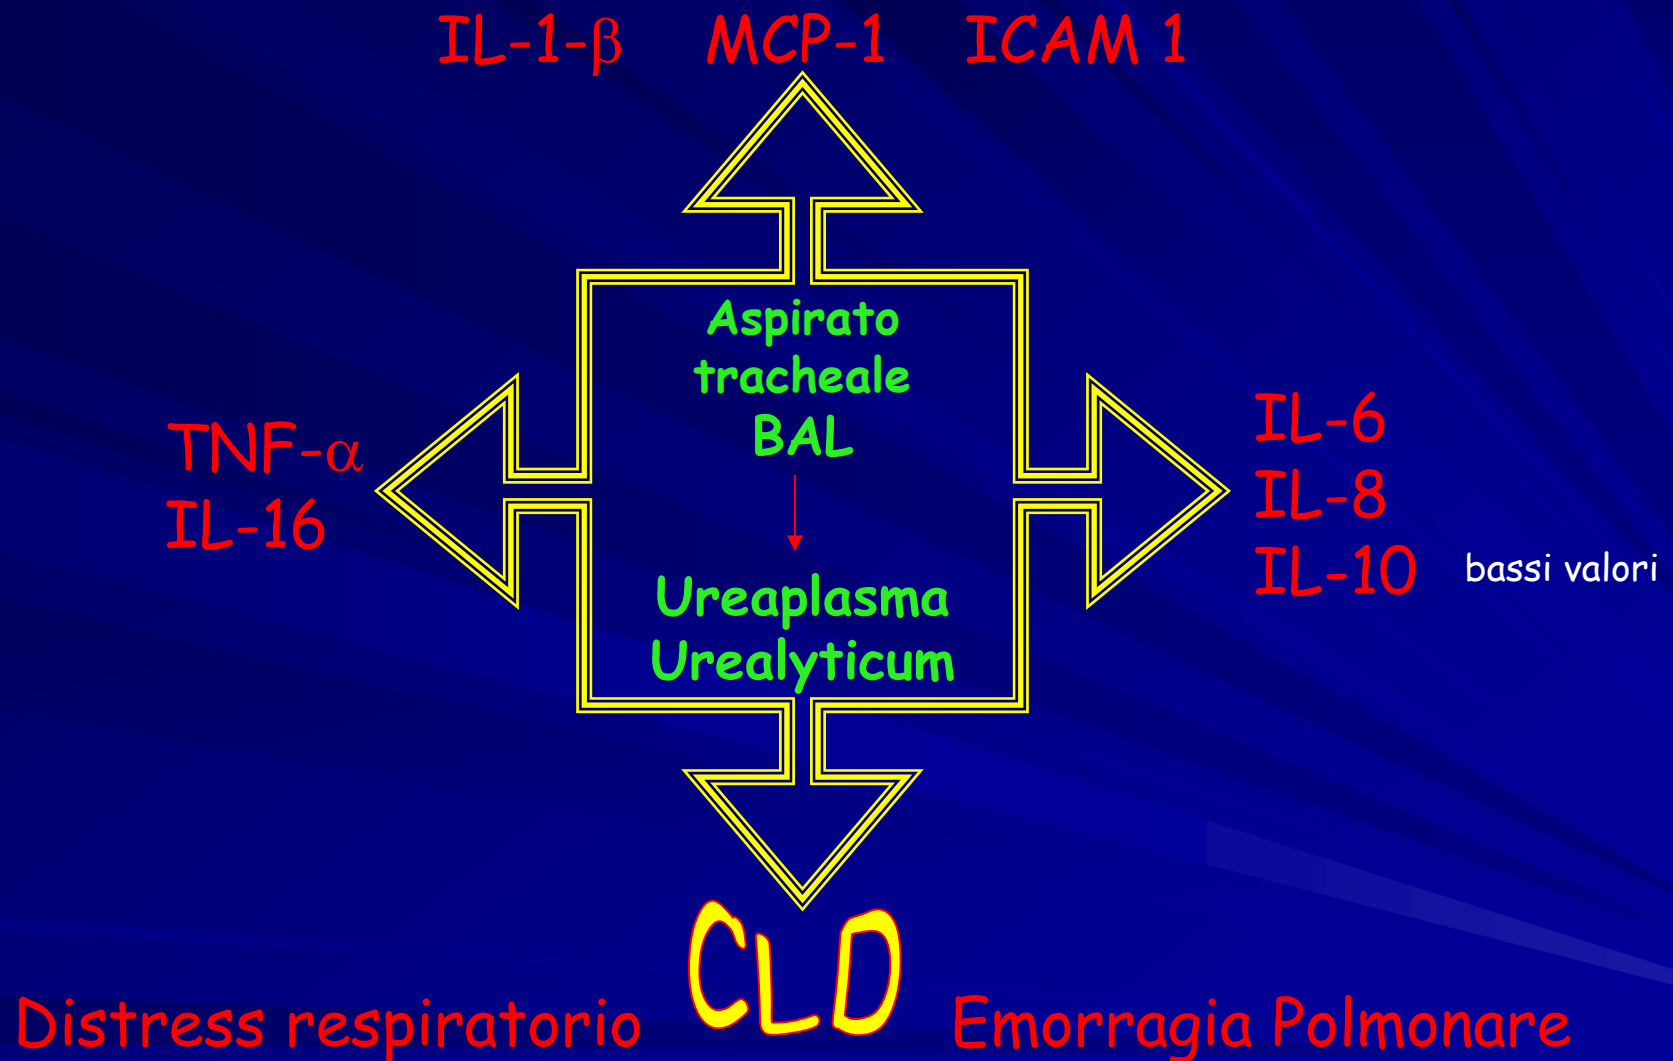 IL-1-β MCP-1 ICAM 1
Aspirato
tracheale
BAL
Ureaplasma
Urealyticum
TNF-α
IL-16
IL-6
IL-8
IL-10 bassi valori
CLD
Distress respiratorio Emorragia Polmonare